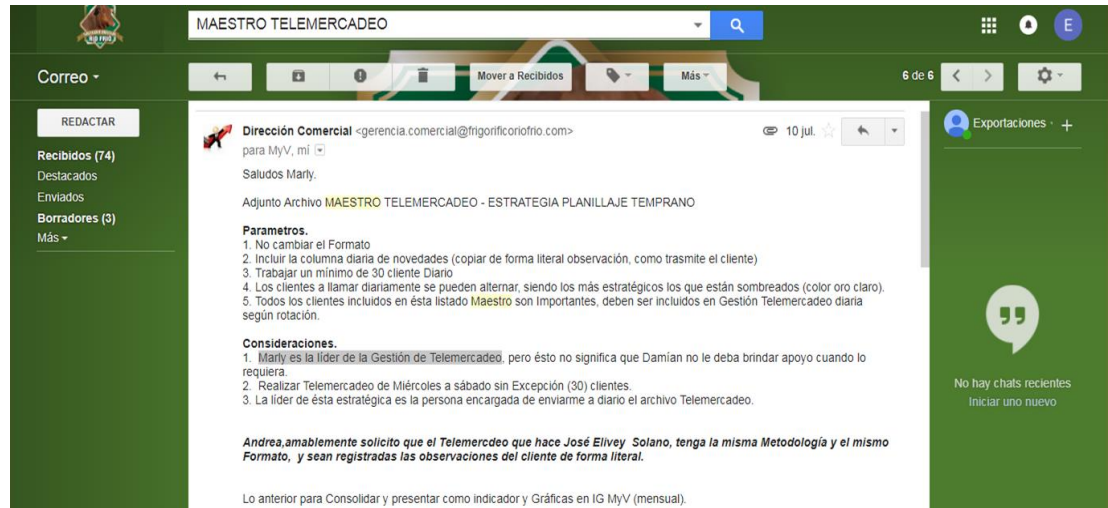 RIO FRIO
MAESTRO TELEMERCADEO
E
Correo
Mover a Recibidos
Más
6 de 6
REDACTAR
Recibidos (74)
Destacados
Enviados
Borradores (3)
Más
Dirección Comercial <gerencia.comercial@frigorificoriofrio.com>
10 jul.
para MyV, mí
Saludos Marly.
Adjunto Archivo MAESTRO TELEMERCADEO - ESTRATEGIA PLANILLAJE TEMPRANO
Parametros.
1. No cambiar el Formato
2. Incluir la columna diaria de novedades (copiar de forma literal observación, como trasmite el cliente)
3. Trabajar un mínimo de 30 cliente Diario
4. Los clientes a llamar diariamente se pueden alternar, siendo los más estratégicos los que están sombreados (color oro claro).
5. Todos los clientes incluidos en ésta listado Maestro son Importantes, deben ser incluidos en Gestión Telemercadeo diaria
según rotación.
Consideraciones.
1. Marly es la líder de la Gestión de Telemercadeo, pero ésto no significa que Damían no le deba brindar apoyo cuando lo
requiera.
2. Realizar Telemercadeo de Miércoles a sábado sin Excepción (30) clientes.
3. La líder de ésta estratégica es la persona encargada de enviarme a diario el archivo Telemercadeo.
Andrea,amablemente solicito que el Telemercdeo que hace José Elivey Solano, tenga la misma Metodología y el mismo
Formato, y sean registradas las observaciones del cliente de forma literal.
Lo anterior para Consolidar y presentar como indicador y Gráficas en IG MyV (mensual).
Exportaciones
No hay chats recientes
Iniciar uno nuevo